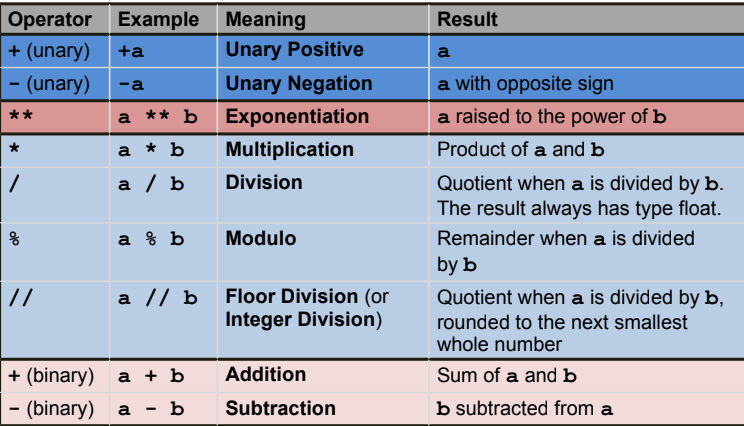 Operator Example Meaning Result
+ (unary) +a Unary Positive a
- (unary) -a Unary Negation a with opposite sign
** a ** b Exponentiation a raised to the power of b
* a * b Multiplication Product of a and b
/ a / b Division Quotient when a is divided by b.
The result always has type float.
% a % b Modulo Remainder when a is divided
by b
// a // b Floor Division (or Quotient when a is divided by b,
Integer Division) rounded to the next smallest
whole number
+ (binary) a + b Addition Sum of a and b
- (binary) a - b Subtraction b subtracted from a